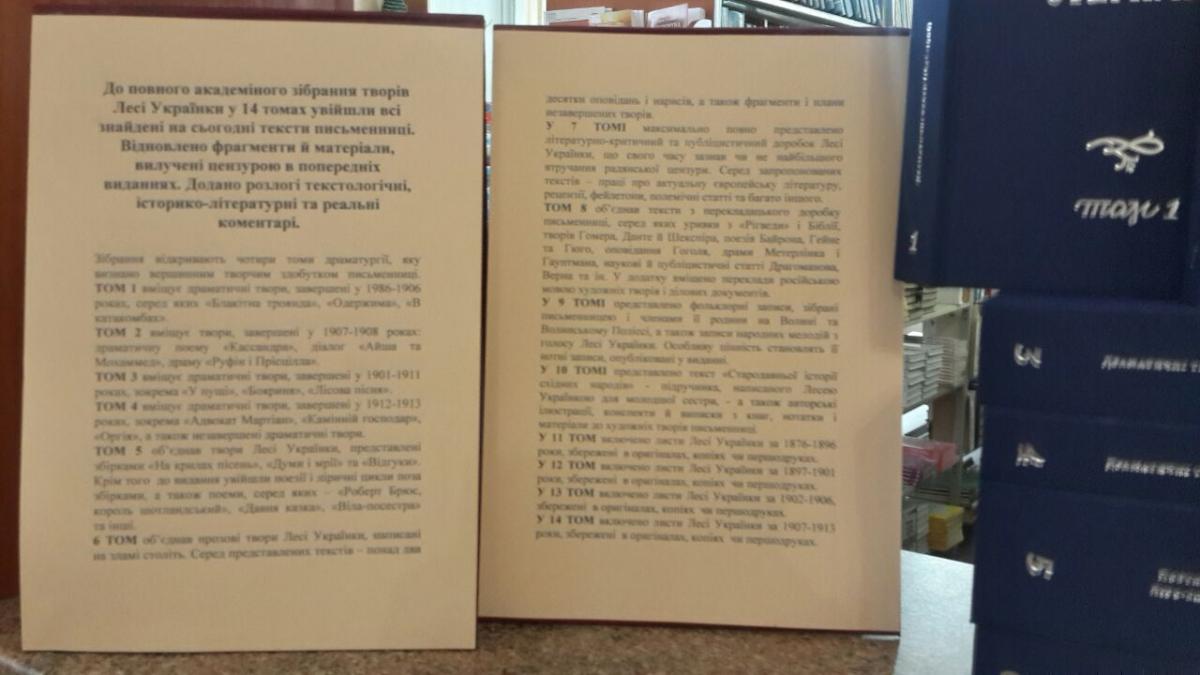 До повного академіного зібрання творів
Лесі Українки у 14 томах увійшли всі
знайдені на сьогодні тексти письменниці.
Відновлено фрагменти й матеріали,
вилучені цензурою в попередніх
виданнях. Додано розлогі текстологічні,
історико-літературні та реальні
коментарі.
Зібрання відкривають чотири томи драматургії, яку
визнано вершинним творчим здобутком письменниці.
ТОМ 1 вміщує драматичні твори, завершені у 1986-1906
роках, серед яких «Блакітна троянда», «Одержима», «В
катакомбах».
ТОМ 2 вміщує твори, завершені у 1907-1908 роках:
драматичну поему «Кассандра», діалог «Айша та
Мохаммед», драму «Руфін і Прісцілла».
ТОМ 3 вміщує драматичні твори, завершені у 1901-1911
роках, зокрема «У пущі», «Бояриня», «Лісова пісня».
ТОМ 4 вміщує драматичні твори, завершені у 1912-1913
роках, зокрема «Адвокат Мартіан», «Камінній господар»,
«Оргія», а також незавершені драматичні твори.
ТОМ 5 об'єднав твори Лесі Українки, представлені
збірками «На крилах пісень», «Думи і мрії» та «Відгуки».
Крім того до видання увійшли поезії і ліричні цикли поза
збірками, а також поеми, серед яких – «Роберт Брюс,
король шотландський», «Давня казка», «Віла-посестра»
та інші.
6 ТОМ об'єднав прозові твори Лесі Українки, написані
на зламі століть. Серед представлених текстів – понад два
десятки оповідань і нарисів, а також фрагменти і плани
незавершених творів.
У 7 ТОМІ максимально повно представлено
літературно-критичний та публіцистичний доробок Лесі
Українки, що свого часу зазнав чи не найбільшого
втручання радянської цензури. Серед запропонованих
текстів – праці про актуальну європейську літературу,
рецензії, фейлетони, полемічні статті та багато іншого.
ТОМ 8 об'єднав тексти з перекладацького доробку
письменниці, серед яких уривки з «Рігведи» і Біблії,
творів Гомера, Данте й Шекспіра, поезія Байрона, Гейне
та Гюго, оповідання Гоголя, драми Метерлінка і
Гауптмана, наукові й публіцистичні статті Драгоманова,
Верна та ін. У додатку вміщено переклади російською
мовою художніх творів і ділових документів.
У 9 ТОМІ представлено фольклорні записи, зібрані
письменницею і членами її родини на Волині та
Волинському Поліссі, а також записи народних мелодій з
голосу Лесі Українки. Особливу цінність становлять її
нотні записи, опубліковані у виданні.
У 10 ТОМІ представлено текст «Стародавньої історії
східних народів» - підручника, написаного Лесею
Українкою для молодшої сестри, - а також авторські
ілюстрації, конспекти й виписки з книг, нотатки і
матеріали до художніх творів письменниці.
У 11 ТОМ включено листи Лесі Українки за 1876-1896
роки, збережені в оригіналах, копіях чи першодруках.
У 12 ТОМ включено листи Лесі Українки за 1897-1901
роки, збережені в оригіналах, копіях чи першодруках.
У 13 ТОМ включено листи Лесі Українки за 1902-1906,
збережені в оригіналах, копіях чи першодруках.
У 14 ТОМ включено листи Лесі Українки за 1907-1913
роки, збережені в оригіналах, копіях чи першодруках.
том 1
1
3
4
5